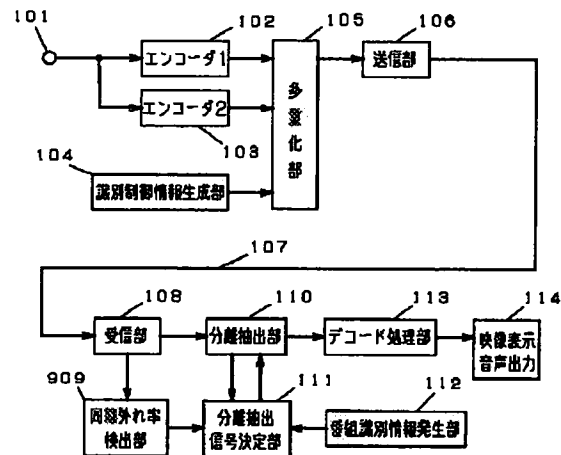 101
102
エンコーダ1
105
106
送信部
エンコーダ2
103
多重化部
104
識別制御情報生成部
107
108
受信部
110
分離抽出部
113
デコード処理部
114
映像表示
音声出力
909
同期外れ率
検出部
111
分離抽出
信号決定部
112
番組識別情報発生部